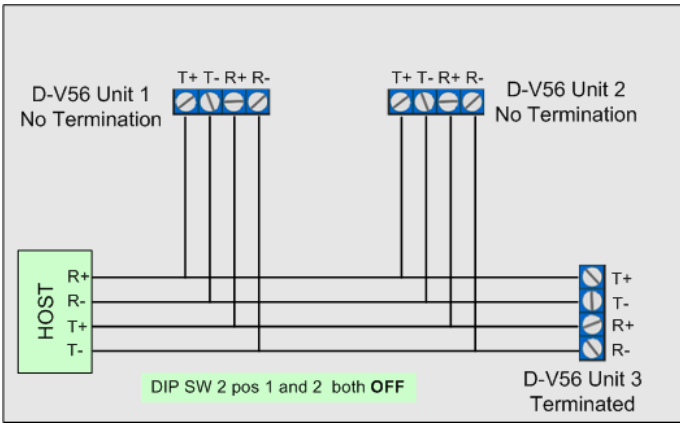 T+ T- R+ R-
D-V56 Unit 1
No Termination
T+ T- R+ R-
D-V56 Unit 2
No Termination
HOST
R+
R-
T+
T-
T+
T-
R+
R-
DIP SW 2 pos 1 and 2 both OFF
D-V56 Unit 3
Terminated